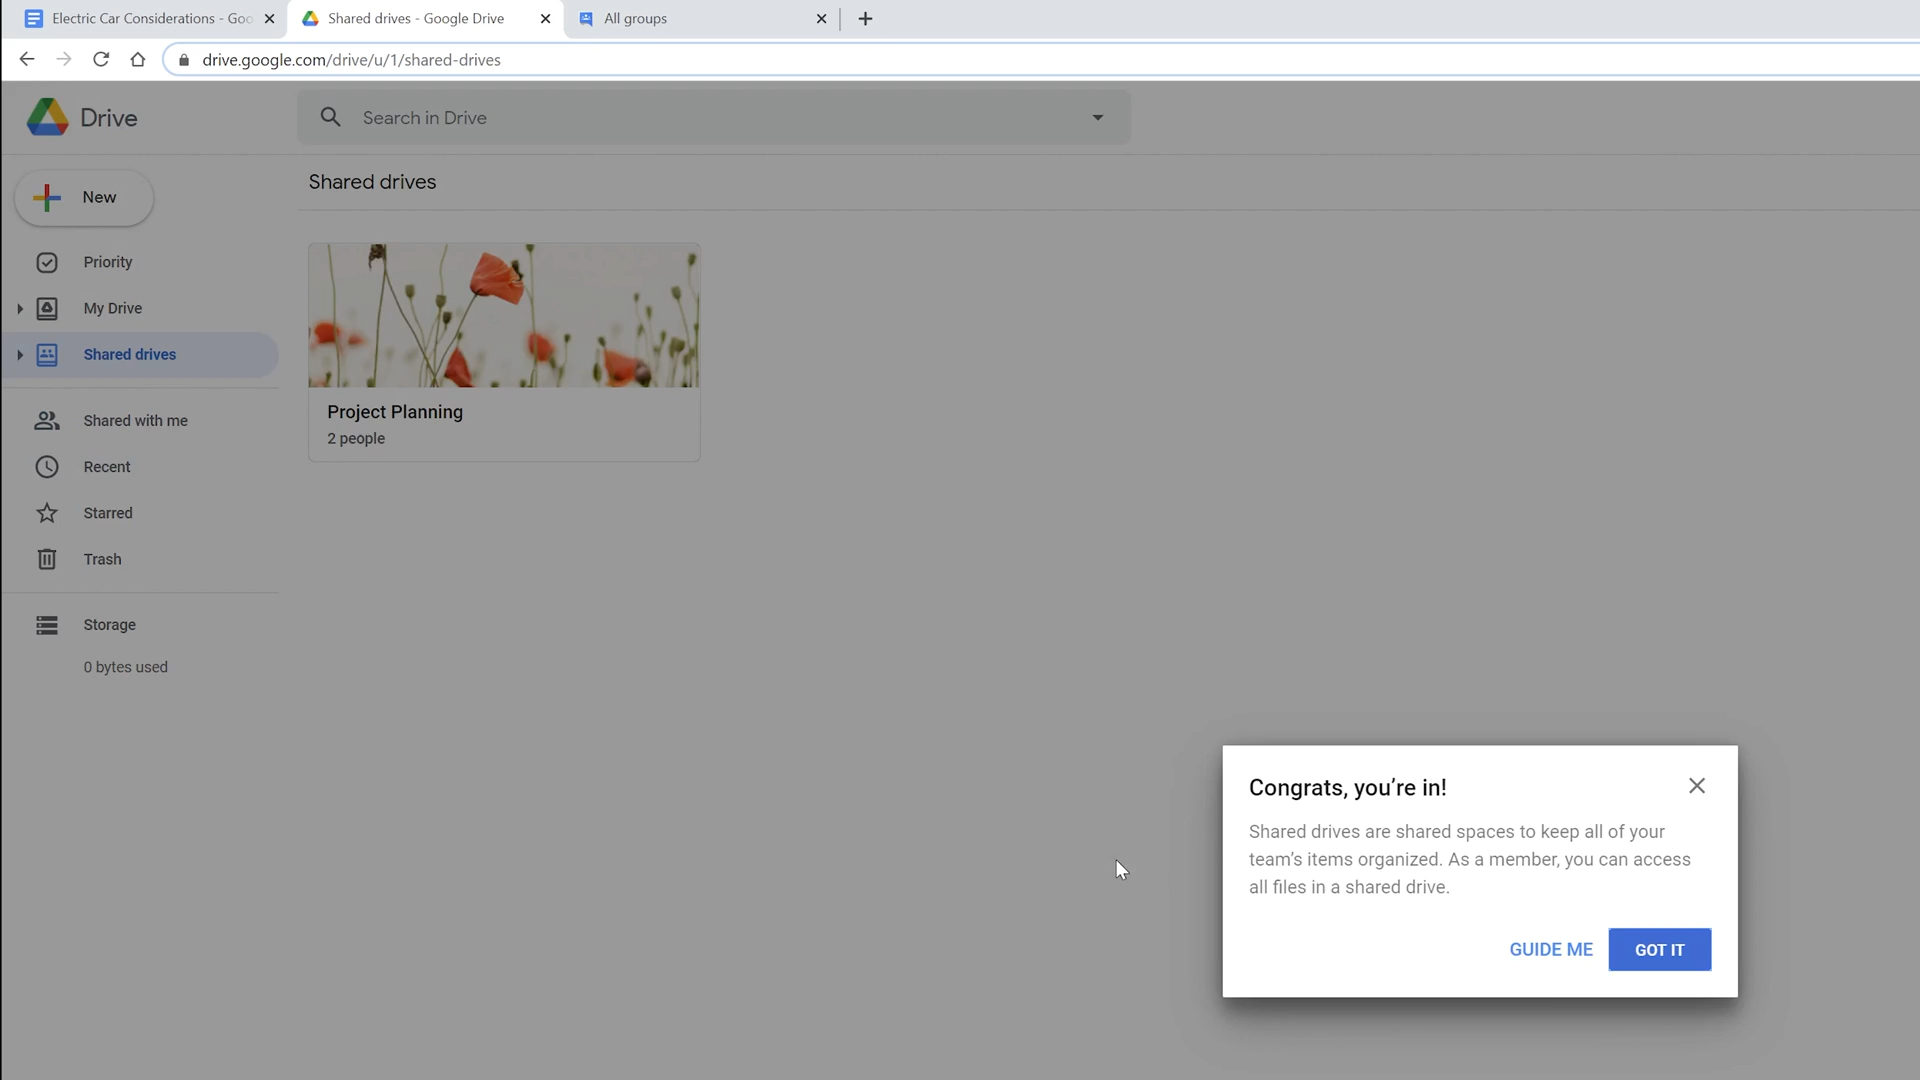 Electric Car Considerations - Goo
Shared drives - Google Drive
All groups
drive.google.com/drive/u/1/shared-drives
Drive
Search in Drive
New
Shared drives
Priority
My Drive
Shared drives
Project Planning
2 people
Shared with me
Recent
Starred
Trash
Storage
0 bytes used
Congrats, you’re in!
Shared drives are shared spaces to keep all of your
team’s items organized. As a member, you can access
all files in a shared drive.
GUIDE ME
GOT IT